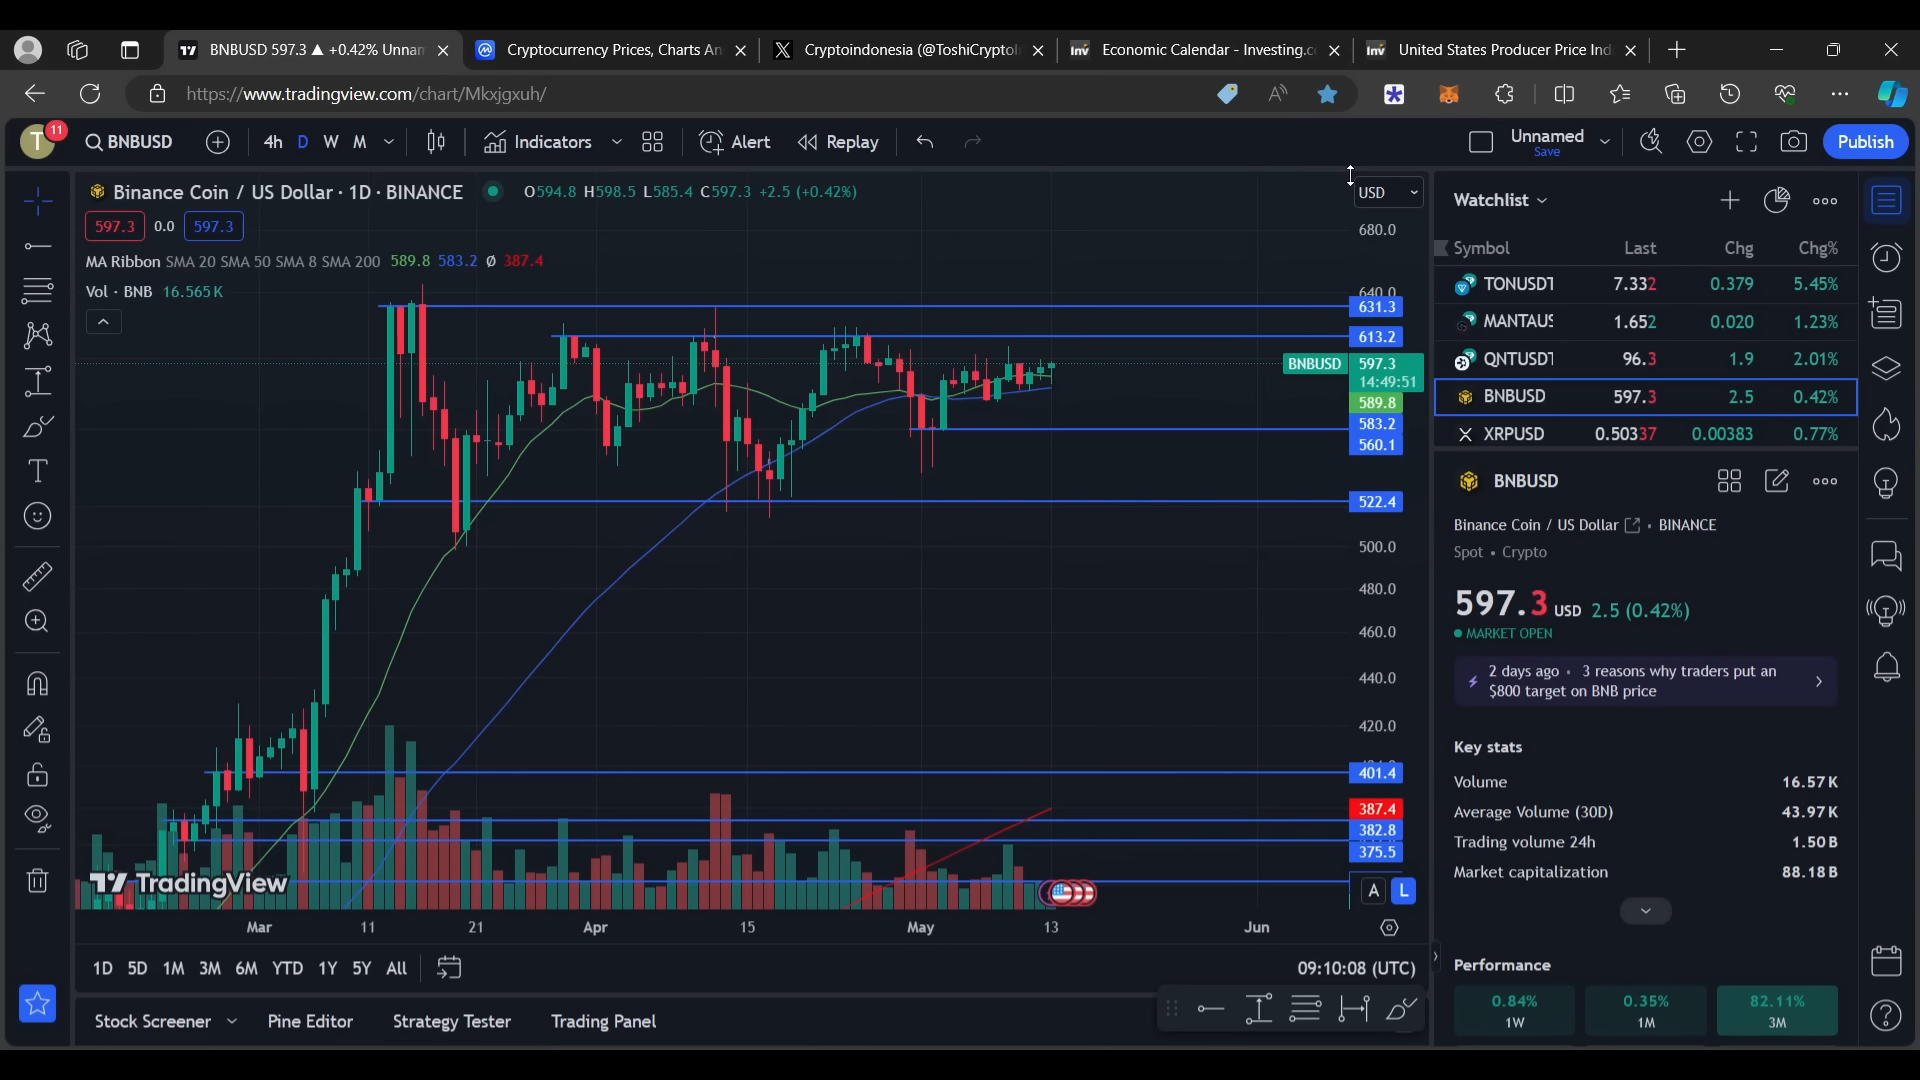 BNBUSD 597.3 ▲ +0.42% Unnan
Cryptocurrency Prices, Charts An
Cryptoindonesia (@ToshiCryptoI
Economic Calendar - Investing.c
United States Producer Price Ind
https://www.tradingview.com/chart/Mkxjgxuh/
T 11 BNBUSD 4h D W M Indicators Alert Replay Unnamed Save Publish
Binance Coin / US Dollar · 1D · BINANCE O594.8 H598.5 L585.4 C597.3 +2.5 (+0.42%)
USD
597.3 0.0 597.3
MA Ribbon SMA 20 SMA 50 SMA 8 SMA 200 589.8 583.2 Ø 387.4
Vol · BNB 16.565K
680.0
640.0
631.3
613.2
BNBUSD 597.3
14:49:51
589.8
583.2
560.1
522.4
500.0
480.0
460.0
440.0
420.0
401.4
387.4
382.8
375.5
TradingView
A L
Mar 11 21 Apr 15 May 13 Jun
1D 5D 1M 3M 6M YTD 1Y 5Y All 09:10:08 (UTC)
Stock Screener Pine Editor Strategy Tester Trading Panel
Watchlist
Symbol Last Chg Chg%
TONUSDT 7.332 0.379 5.45%
MANTAUS 1.652 0.020 1.23%
QNTUSDT 96.3 1.9 2.01%
BNBUSD 597.3 2.5 0.42%
XRPUSD 0.50337 0.00383 0.77%
BNBUSD
Binance Coin / US Dollar • BINANCE
Spot • Crypto
597.3 USD 2.5 (0.42%)
MARKET OPEN
2 days ago • 3 reasons why traders put an
$800 target on BNB price
Key stats
Volume 16.57K
Average Volume (30D) 43.97K
Trading volume 24h 1.50B
Market capitalization 88.18B
Performance
0.84% 0.35% 82.11%
1W 1M 3M